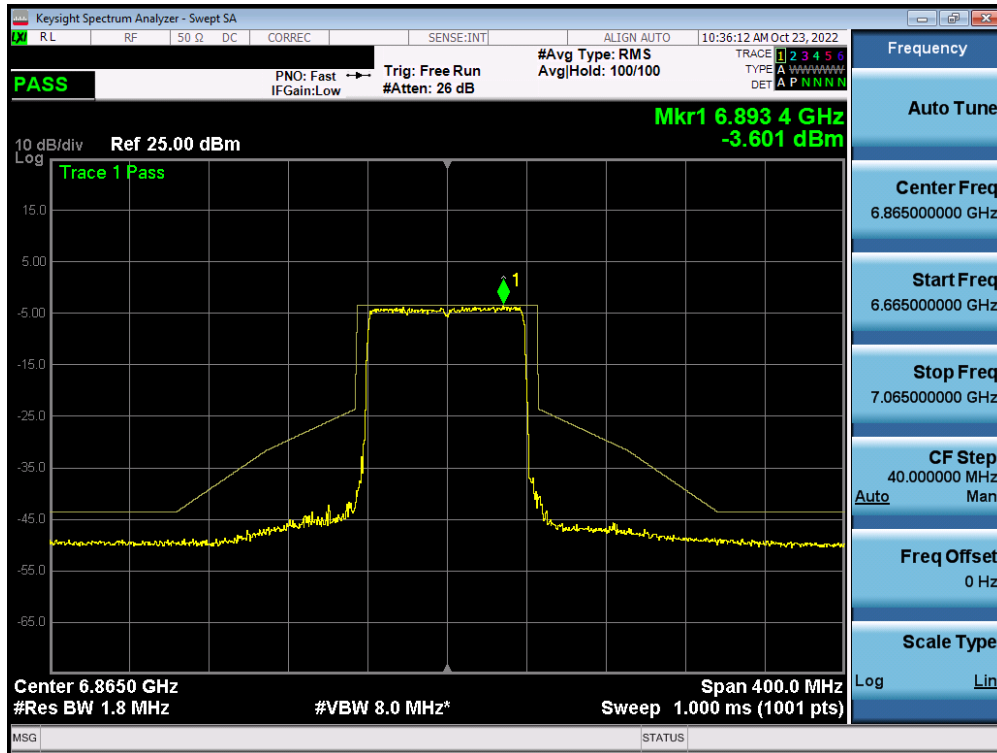 Keysight Spectrum Analyzer - Swept SA
LXI RL RF 50 Ω DC CORREC SENSE:INT ALIGN AUTO 10:36:12 AM Oct 23, 2022
Frequency
PASS
PNO: Fast
IFGain:Low
Trig: Free Run
#Atten: 26 dB
#Avg Type: RMS
Avg|Hold: 100/100
TRACE 1 2 3 4 5 6
TYPE A WWWWWW
DET A P N N N N
Auto Tune
Mkr1 6.893 4 GHz
-3.601 dBm
10 dB/div
Log
Ref 25.00 dBm
Trace 1 Pass
15.0
5.00
-5.00
-15.0
-25.0
-35.0
-45.0
-55.0
-65.0
1
Center Freq
6.865000000 GHz
Start Freq
6.665000000 GHz
Stop Freq
7.065000000 GHz
CF Step
40.000000 MHz
Auto Man
Freq Offset
0 Hz
Scale Type
Log Lin
Center 6.8650 GHz
Span 400.0 MHz
#Res BW 1.8 MHz
#VBW 8.0 MHz*
Sweep 1.000 ms (1001 pts)
MSG
STATUS